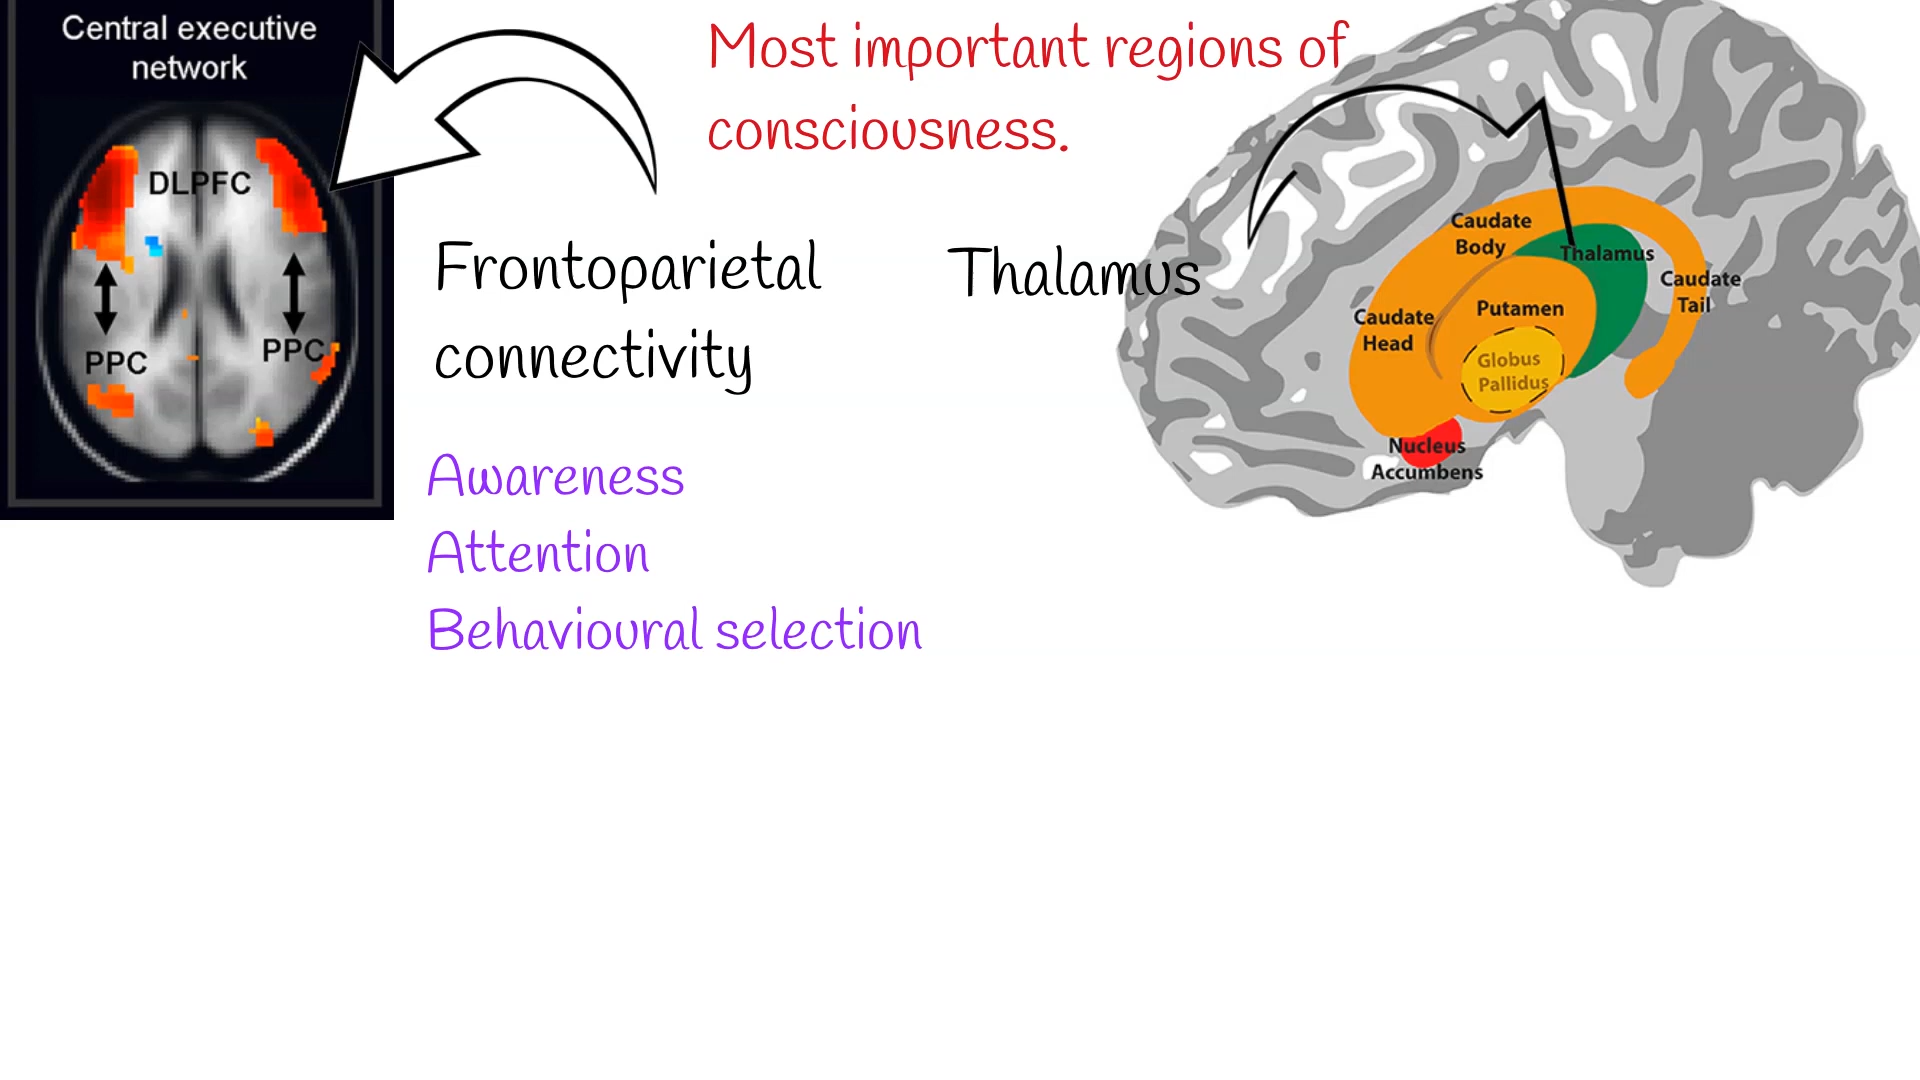 Central executive
network
DLPFC
PPC
PPC
Most important regions of
consciousness.
Frontoparietal
connectivity
Awareness
Attention
Behavioural selection
Thalamus
Caudate
Body
Thalamus
Caudate
Tail
Putamen
Caudate
Head
Globus
Pallidus
Nucleus
Accumbens